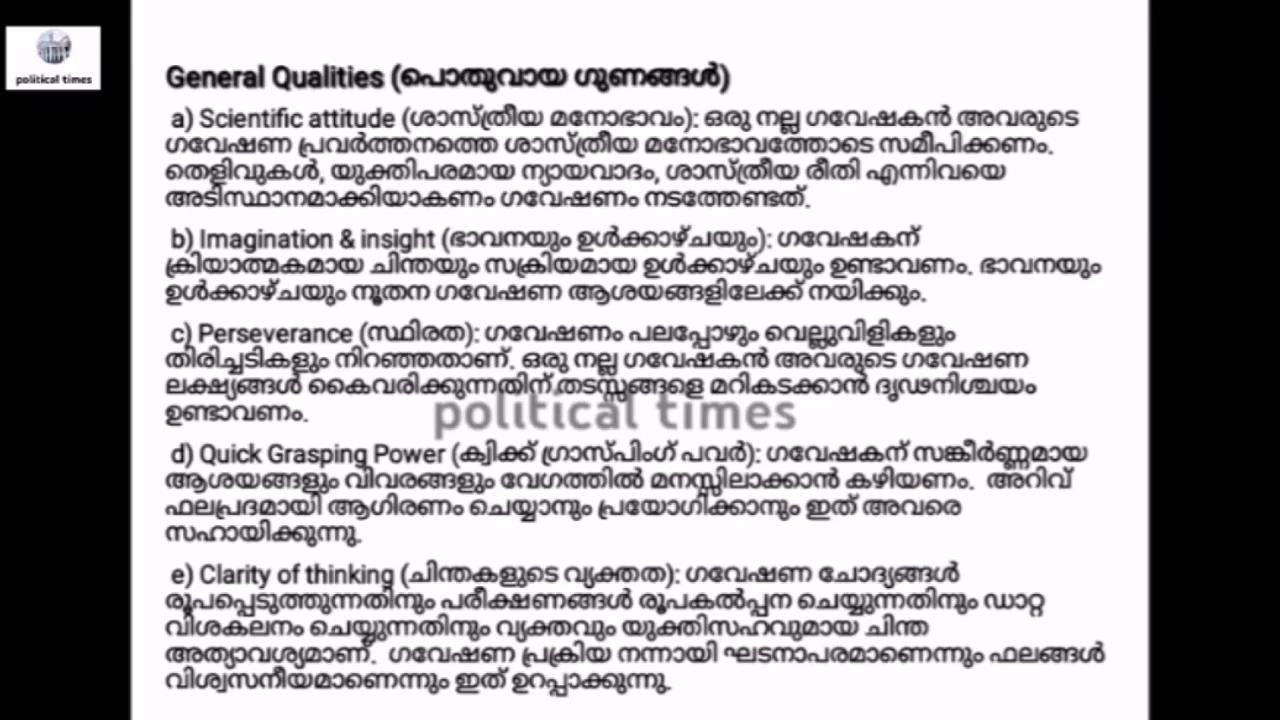 political times
General Qualities (പൊതുവായ ഗുണങ്ങൾ)
a) Scientific attitude (ശാസ്ത്രീയ മനോഭാവം): ഒരു നല്ല ഗവേഷകൻ അവരുടെ
ഗവേഷണ പ്രവർത്തനത്തെ ശാസ്ത്രീയ മനോഭാവത്തോടെ സമീപിക്കണം.
തെളിവുകൾ, യുക്തിപരമായ ന്യായവാദം, ശാസ്ത്രീയ രീതി എന്നിവയെ
അടിസ്ഥാനമാക്കിയാകണം ഗവേഷണം നടത്തേണ്ടത്.
b) Imagination & insight (ഭാവനയും ഉൾക്കാഴ്ചയും): ഗവേഷകന്
ക്രിയാത്മകമായ ചിന്തയും സക്രിയമായ ഉൾക്കാഴ്ചയും ഉണ്ടാവണം. ഭാവനയും
ഉൾക്കാഴ്ചയും നൂതന ഗവേഷണ ആശയങ്ങളിലേക്ക് നയിക്കും.
c) Perseverance (സ്ഥിരത): ഗവേഷണം പലപ്പോഴും വെല്ലുവിളികളും
തിരിച്ചടികളും നിറഞ്ഞതാണ്. ഒരു നല്ല ഗവേഷകൻ അവരുടെ ഗവേഷണ
ലക്ഷ്യങ്ങൾ കൈവരിക്കുന്നതിന് തടസ്സങ്ങളെ മറികടക്കാൻ ദൃഢനിശ്ചയം
ഉണ്ടാവണം.
political times
d) Quick Grasping Power (ക്വിക്ക് ഗ്രാസ്പിംഗ് പവർ): ഗവേഷകന് സങ്കീർണ്ണമായ
ആശയങ്ങളും വിവരങ്ങളും വേഗത്തിൽ മനസ്സിലാക്കാൻ കഴിയണം. അറിവ്
ഫലപ്രദമായി ആഗിരണം ചെയ്യാനും പ്രയോഗിക്കാനും ഇത് അവരെ
സഹായിക്കുന്നു.
e) Clarity of thinking (ചിന്തകളുടെ വ്യക്തത): ഗവേഷണ ചോദ്യങ്ങൾ
രൂപപ്പെടുത്തുന്നതിനും പരീക്ഷണങ്ങൾ രൂപകൽപ്പന ചെയ്യുന്നതിനും ഡാറ്റ
വിശകലനം ചെയ്യുന്നതിനും വ്യക്തവും യുക്തിസഹവുമായ ചിന്ത
അത്യാവശ്യമാണ്. ഗവേഷണ പ്രക്രിയ നന്നായി ഘടനാപരമാണെന്നും ഫലങ്ങൾ
വിശ്വസനീയമാണെന്നും ഇത് ഉറപ്പാക്കുന്നു.